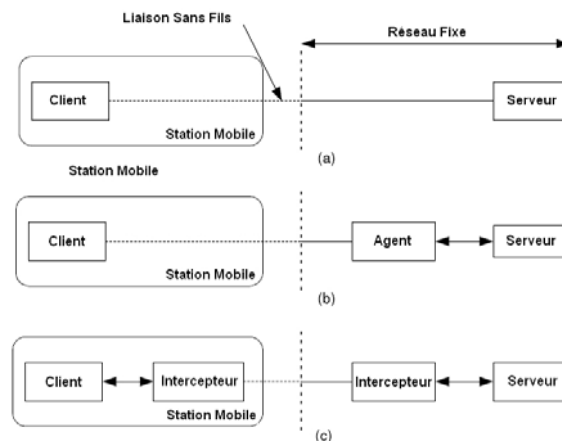 Liaison Sans Fils
Réseau Fixe
Client
Serveur
Station Mobile
(a)
Station Mobile
Client
Agent
Serveur
Station Mobile
(b)
Client
Intercepteur
Intercepteur
Serveur
Station Mobile
(c)